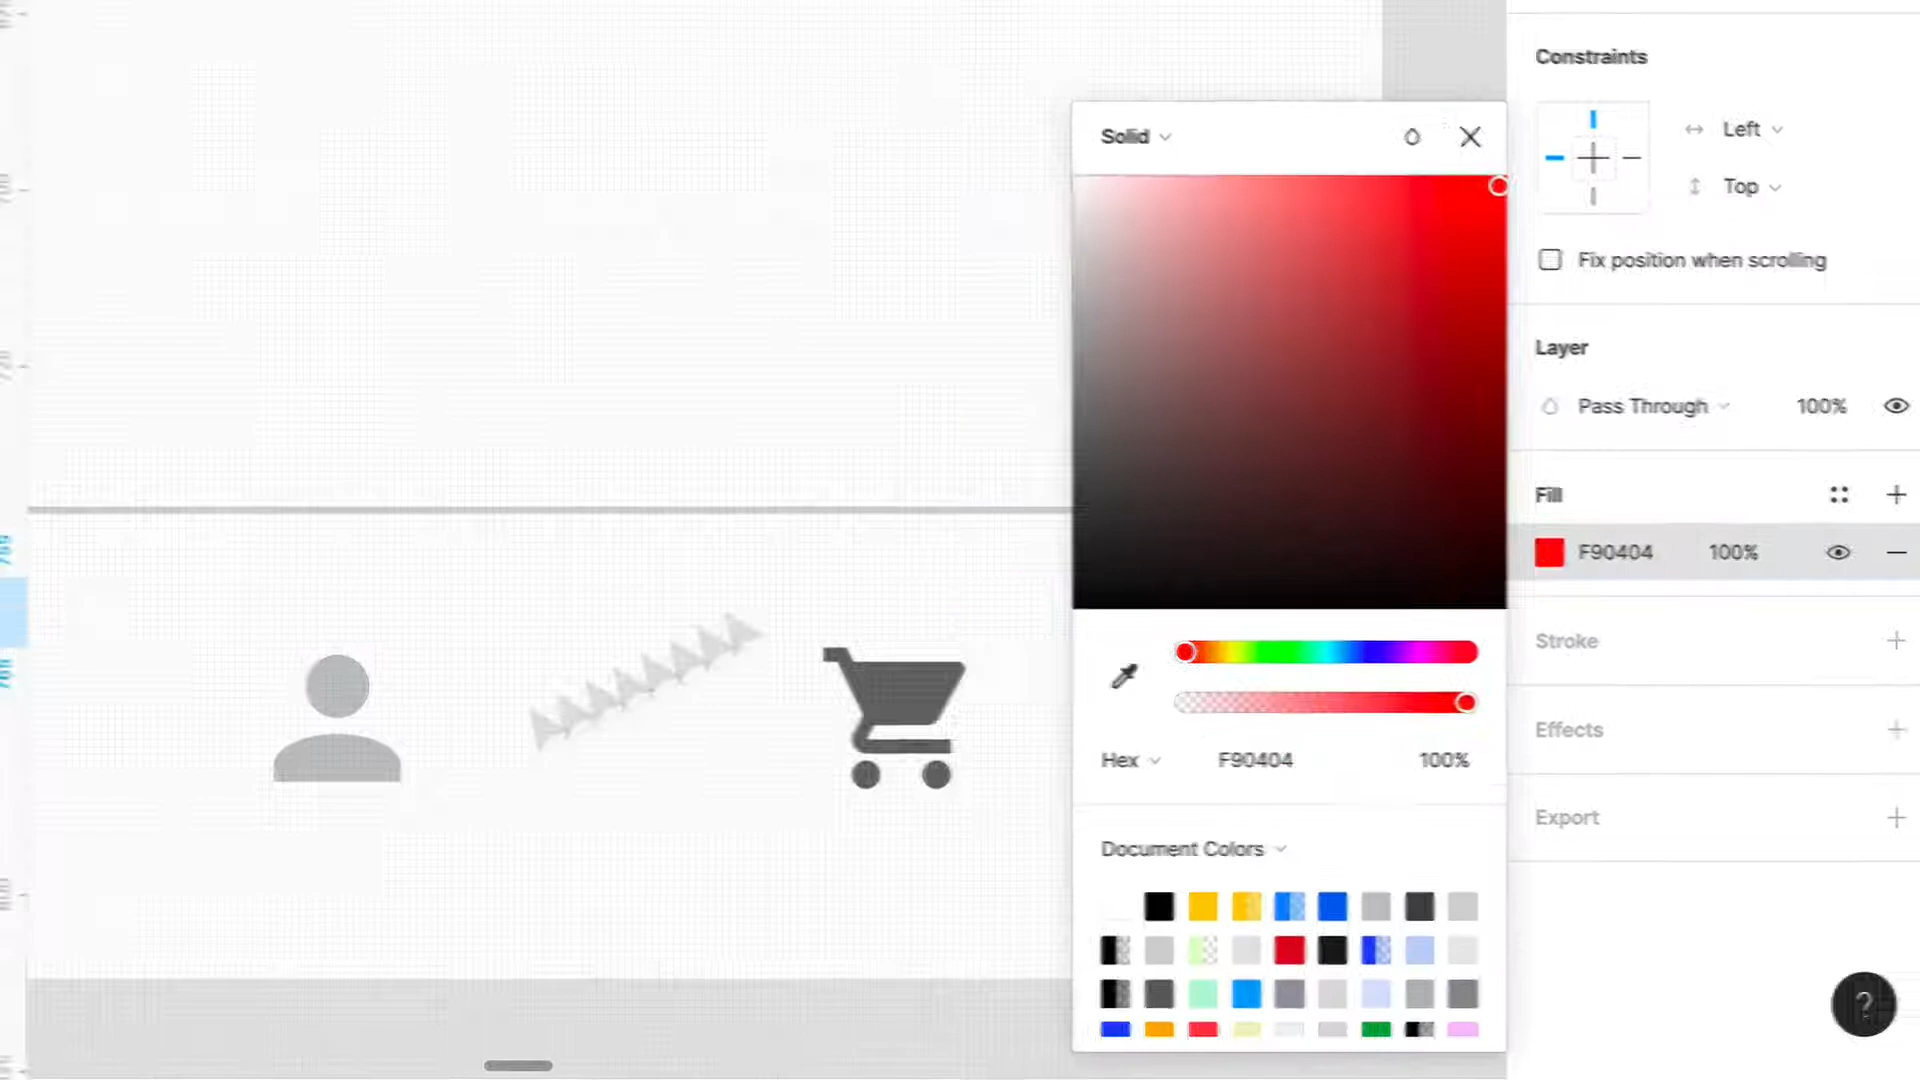 Constraints
Solid
Left
Top
Fix position when scrolling
Layer
Pass Through 100%
Fill
F90404 100%
Stroke
Hex F90404 100%
Effects
Export
Document Colors
?